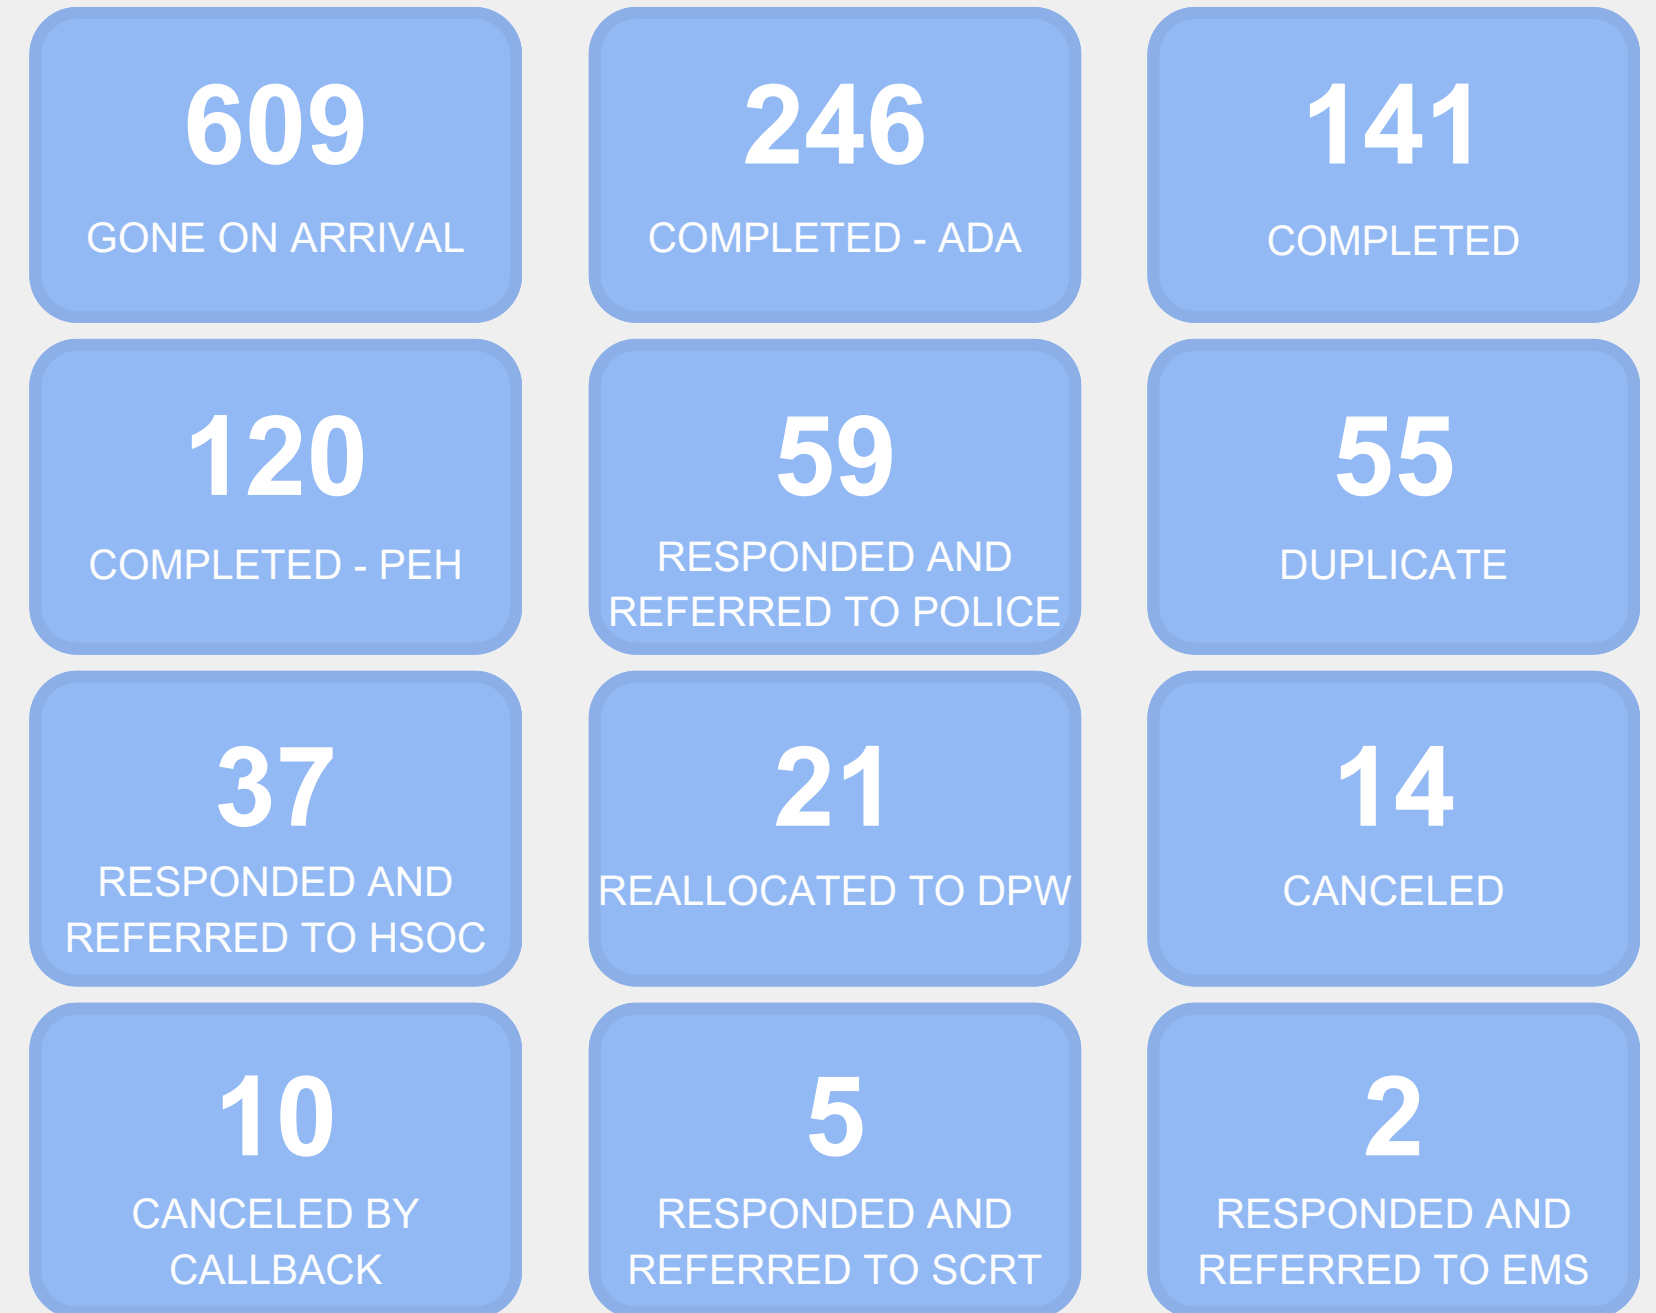 609
GONE ON ARRIVAL
246
COMPLETED - ADA
141
COMPLETED
120
COMPLETED - PEH
59
RESPONDED AND
REFERRED TO POLICE
55
DUPLICATE
37
RESPONDED AND
REFERRED TO HSOC
21
REALLOCATED TO DPW
14
CANCELED
10
CANCELED BY
CALLBACK
5
RESPONDED AND
REFERRED TO SCRT
2
RESPONDED AND
REFERRED TO EMS